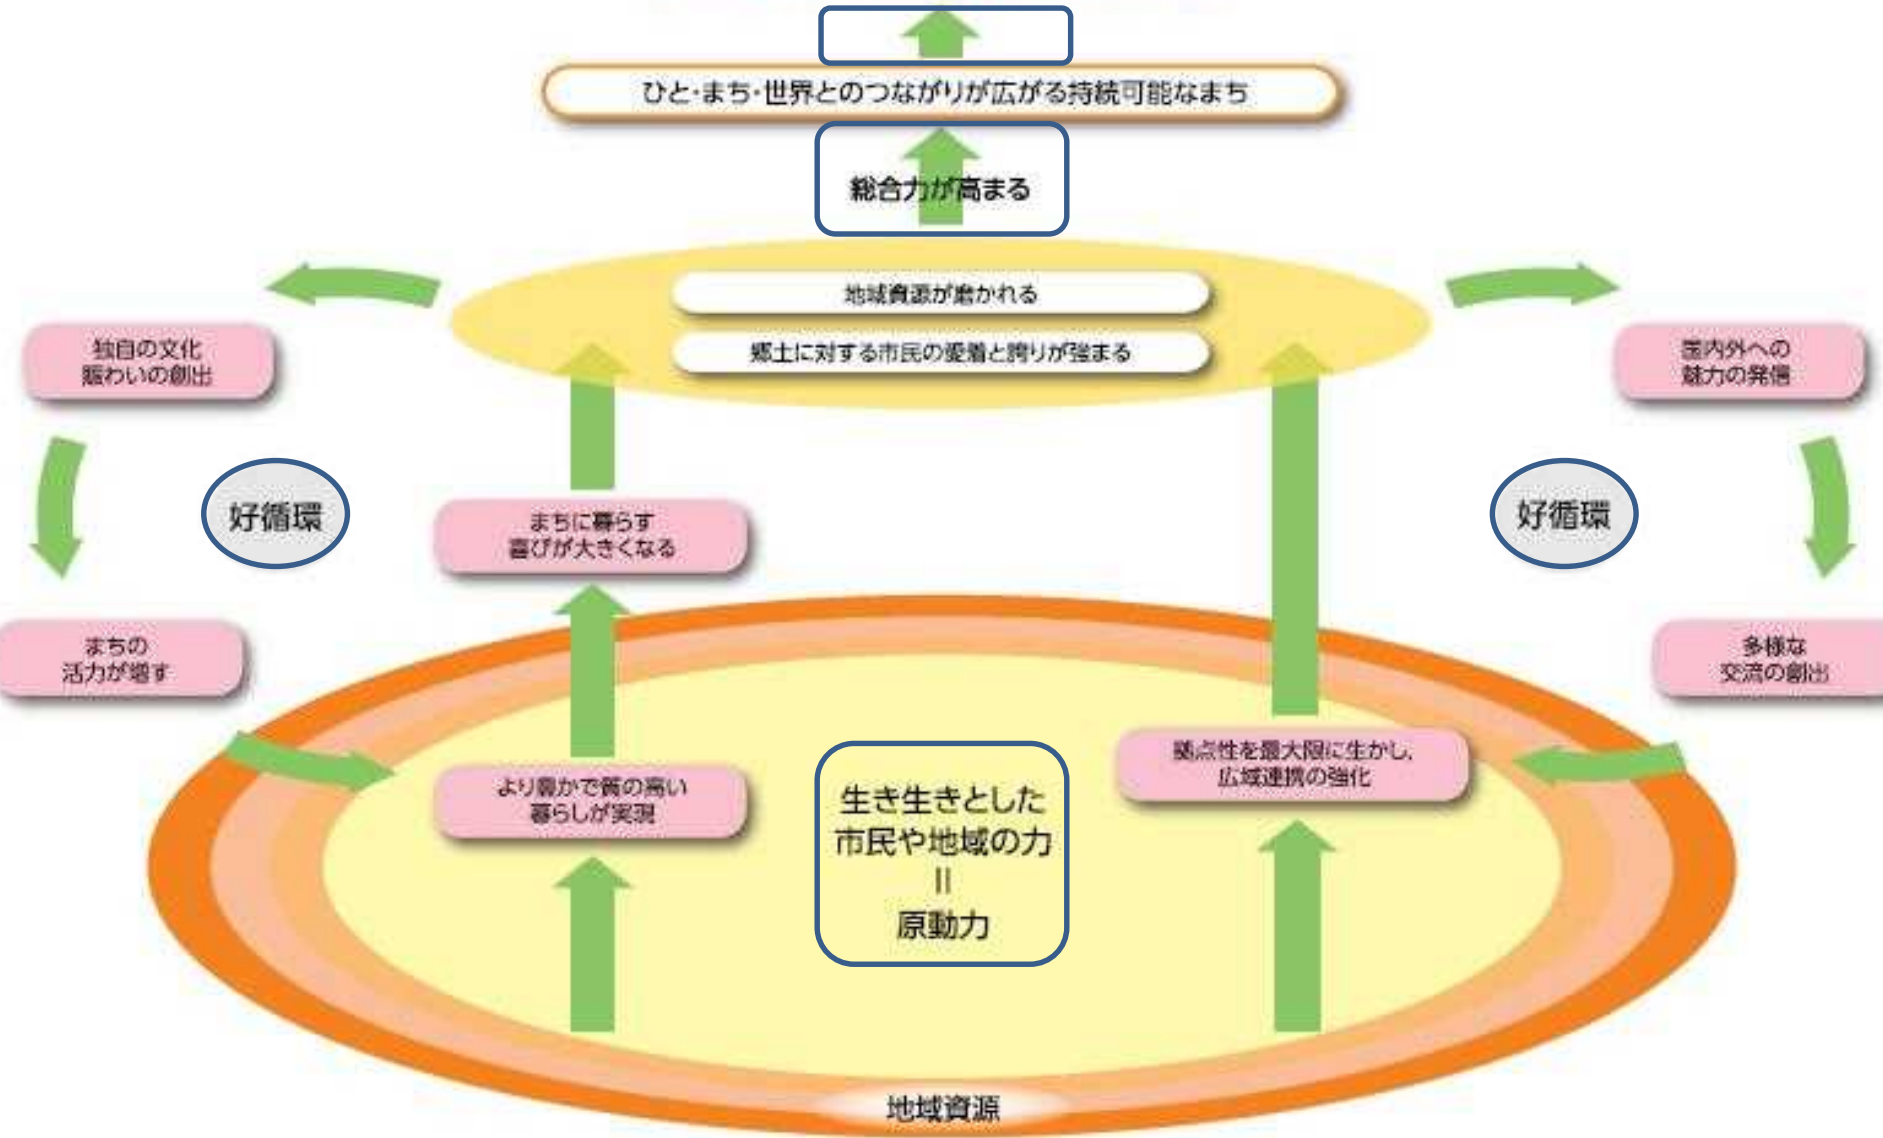 ひと・まち・世界とのつながりが広がる持続可能なまち
総合力が高まる
地域資源が磨かれる
郷土に対する市民の愛着と誇りが強まる
独自の文化
賑わいの創出
国内外への
魅力の発信
好循環
好循環
まちに暮らす
喜びが大きくなる
まちの
活力が増す
多様な
交流の創出
より豊かで質の高い
暮らしが実現
拠点性を最大限に生かし、
広域連携の強化
生き生きとした
市民や地域の力
＝
原動力
地域資源